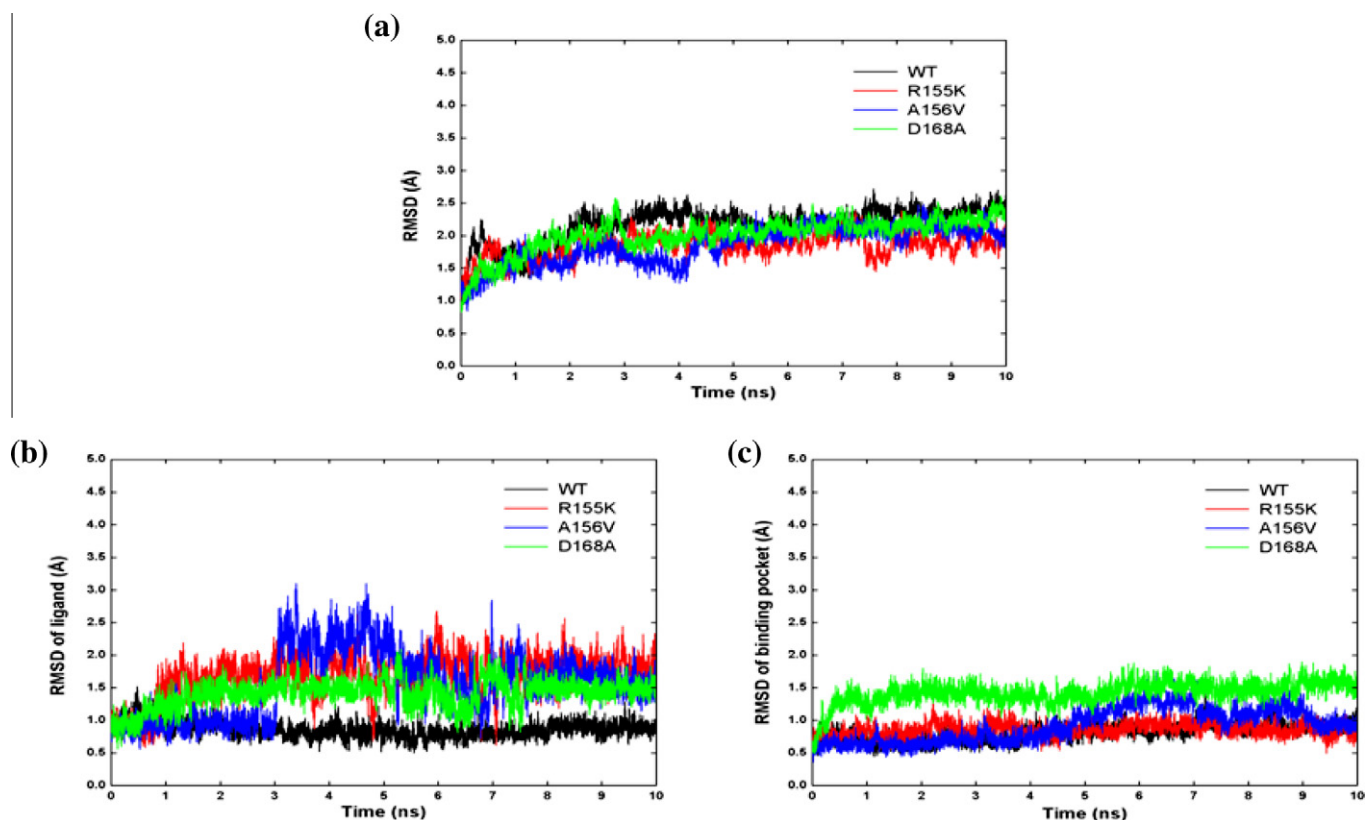 (a)
RMSD (Å)
5.0
4.5
4.0
3.5
3.0
2.5
2.0
1.5
1.0
0.5
0.0
WT
R155K
A156V
D168A
0 1 2 3 4 5 6 7 8 9 10
Time (ns)
(b)
RMSD of ligand (Å)
5.0
4.5
4.0
3.5
3.0
2.5
2.0
1.5
1.0
0.5
0.0
WT
R155K
A156V
D168A
0 1 2 3 4 5 6 7 8 9 10
Time (ns)
(c)
RMSD of binding pocket (Å)
5.0
4.5
4.0
3.5
3.0
2.5
2.0
1.5
1.0
0.5
0.0
WT
R155K
A156V
D168A
0 1 2 3 4 5 6 7 8 9 10
Time (ns)